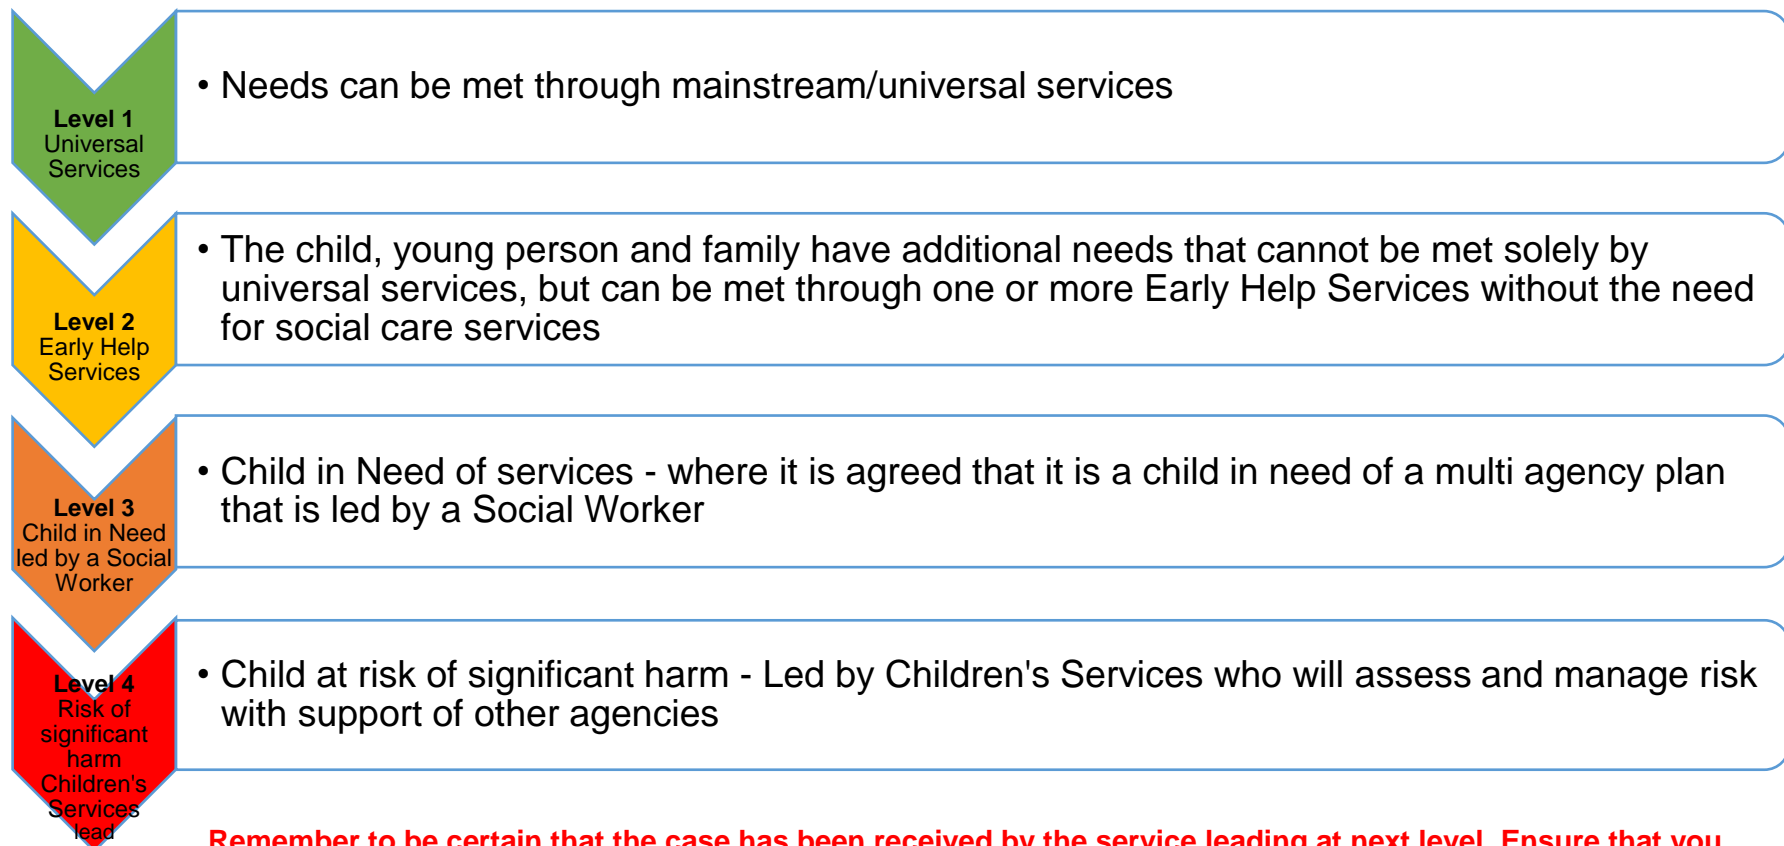 Level 1
Universal
Services
• Needs can be met through mainstream/universal services
Level 2
Early Help
Services
• The child, young person and family have additional needs that cannot be met solely by
universal services, but can be met through one or more Early Help Services without the need
for social care services
Level 3
Child in Need
led by a Social
Worker
• Child in Need of services - where it is agreed that it is a child in need of a multi agency plan
that is led by a Social Worker
Level 4
Risk of
significant
harm
Children's
Services
lead
• Child at risk of significant harm - Led by Children's Services who will assess and manage risk
with support of other agencies
Remember to be certain that the case has been received by the service leading at next level. Ensure that you